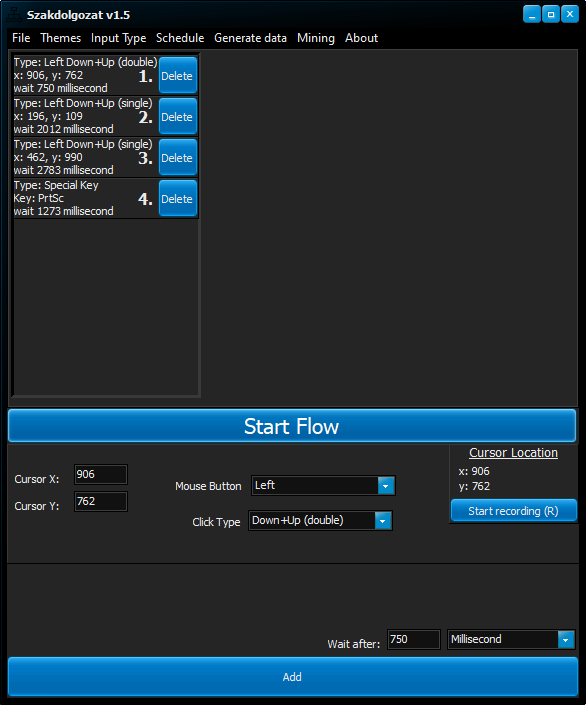 Szakdolgozat v1.5
File Themes Input Type Schedule Generate data Mining About
Type: Left Down+Up (double)
x: 906, y: 762
wait 750 millisecond
1.
Delete
Type: Left Down+Up (single)
x: 196, y: 109
wait 2012 millisecond
2.
Delete
Type: Left Down+Up (single)
x: 462, y: 990
wait 2783 millisecond
3.
Delete
Type: Special Key
Key: PrtSc
wait 1273 millisecond
4.
Delete
Start Flow
Cursor X: 906
Cursor Y: 762
Mouse Button Left
Click Type Down+Up (double)
Cursor Location
x: 906
y: 762
Start recording (R)
Wait after: 750 Millisecond
Add